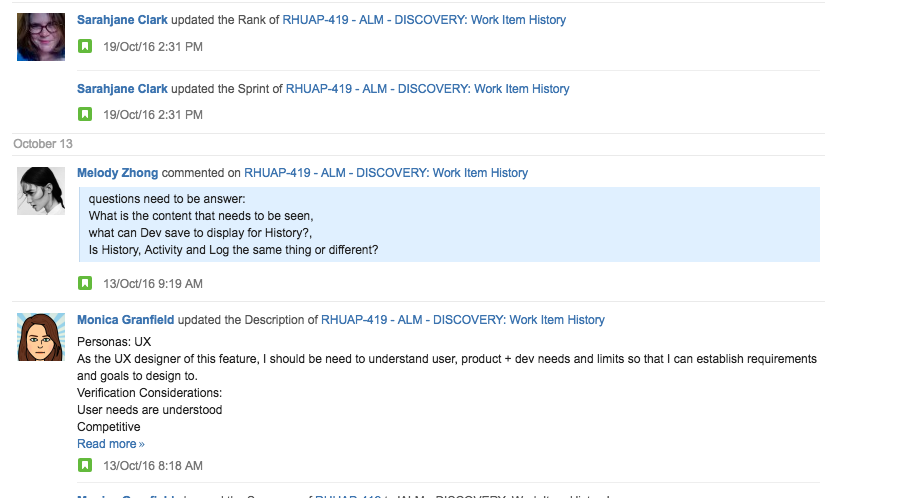 Sarahjane Clark updated the Rank of RHUAP-419 - ALM - DISCOVERY: Work Item History
19/Oct/16 2:31 PM
Sarahjane Clark updated the Sprint of RHUAP-419 - ALM - DISCOVERY: Work Item History
19/Oct/16 2:31 PM
October 13
Melody Zhong commented on RHUAP-419 - ALM - DISCOVERY: Work Item History
questions need to be answer:
What is the content that needs to be seen,
what can Dev save to display for History?,
Is History, Activity and Log the same thing or different?
13/Oct/16 9:19 AM
Monica Granfield updated the Description of RHUAP-419 - ALM - DISCOVERY: Work Item History
Personas: UX
As the UX designer of this feature, I should be need to understand user, product + dev needs and limits so that I can establish requirements
and goals to design to.
Verification Considerations:
User needs are understood
Competitive
Read more »
13/Oct/16 8:18 AM